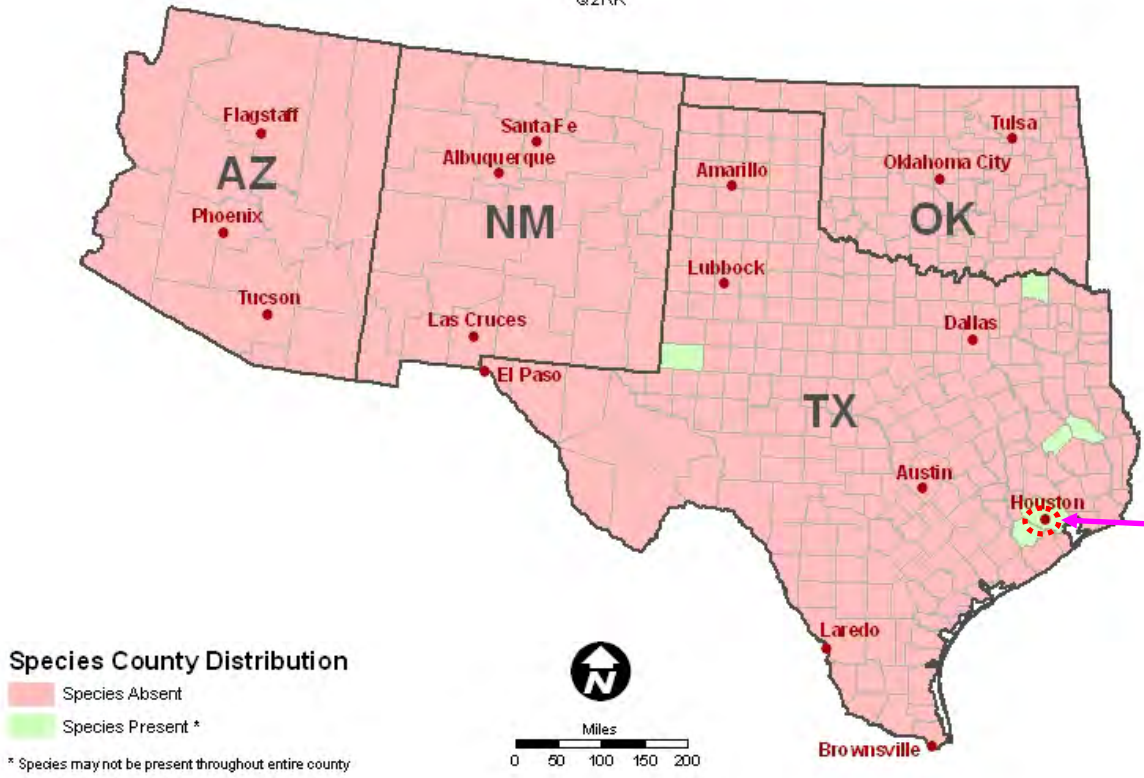 Q2RK
Flagstaff
Santa Fe
Tulsa
Albuquerque
Oklahoma City
AZ
Amarillo
Phoenix
NM
OK
Lubbock
Tucson
Las Cruces
Dallas
El Paso
TX
Austin
Houston
Laredo
Species County Distribution
Species Absent
N
Species Present *
Miles
Brownsville
0 50 100 150 200
* Species may not be present throughout entire county